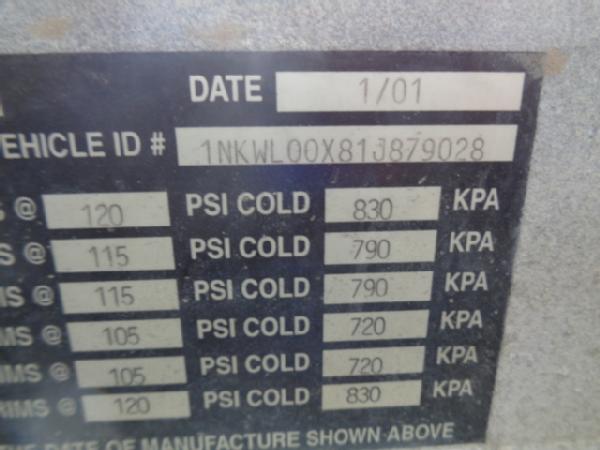 DATE 1/01
VEHICLE ID # 1NKWL00X81J879028
@ 120 PSI COLD 830 KPA
@ 115 PSI COLD 790 KPA
@ 115 PSI COLD 790 KPA
IMS @ 105 PSI COLD 720 KPA
IMS @ 105 PSI COLD 720 KPA
RIMS @ 120 PSI COLD 830 KPA
THE DATE OF MANUFACTURE SHOWN ABOVE